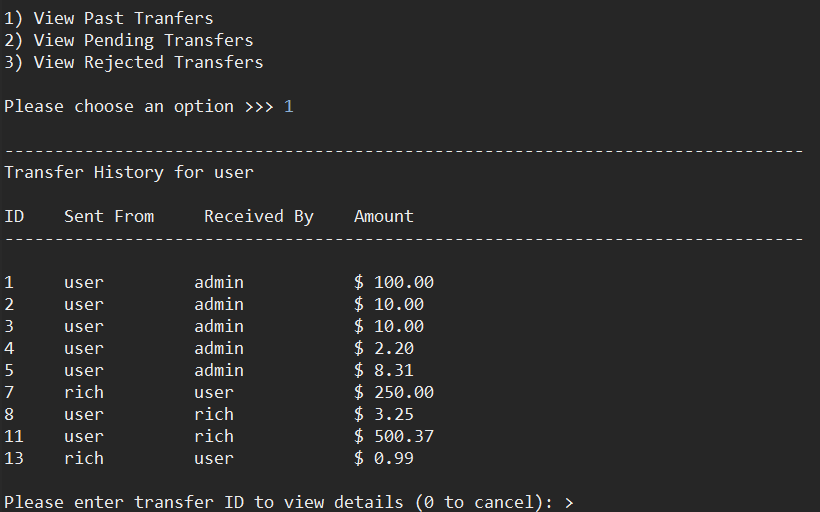 1) View Past Tranfers
2) View Pending Transfers
3) View Rejected Transfers
Please choose an option >>> 1
--------------------------------------------------------------------------------
Transfer History for user
ID    Sent From     Received By    Amount
--------------------------------------------------------------------------------
1     user         admin           $ 100.00
2     user         admin           $ 10.00
3     user         admin           $ 10.00
4     user         admin           $ 2.20
5     user         admin           $ 8.31
7     rich         user            $ 250.00
8     user         rich            $ 3.25
11    user         rich            $ 500.37
13    rich         user            $ 0.99
Please enter transfer ID to view details (0 to cancel): >